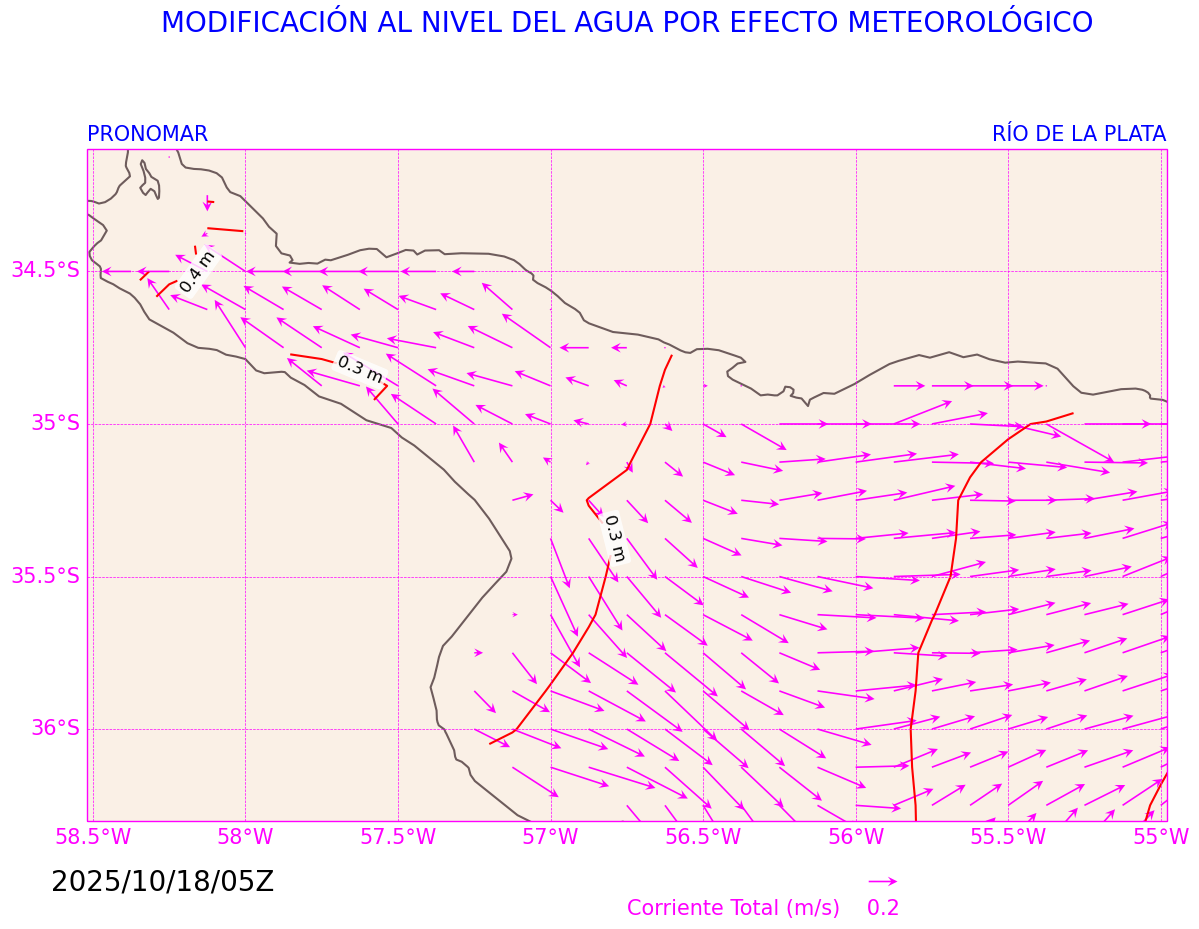 MODIFICACIÓN AL NIVEL DEL AGUA POR EFECTO METEOROLÓGICO
PRONOMAR
RÍO DE LA PLATA
34.5°S
0.4 m
0.3 m
35°S
0.3 m
35.5°S
36°S
58.5°W 58°W 57.5°W 57°W 56.5°W 56°W 55.5°W 55°W
2025/10/18/05Z
Corriente Total (m/s) 0.2